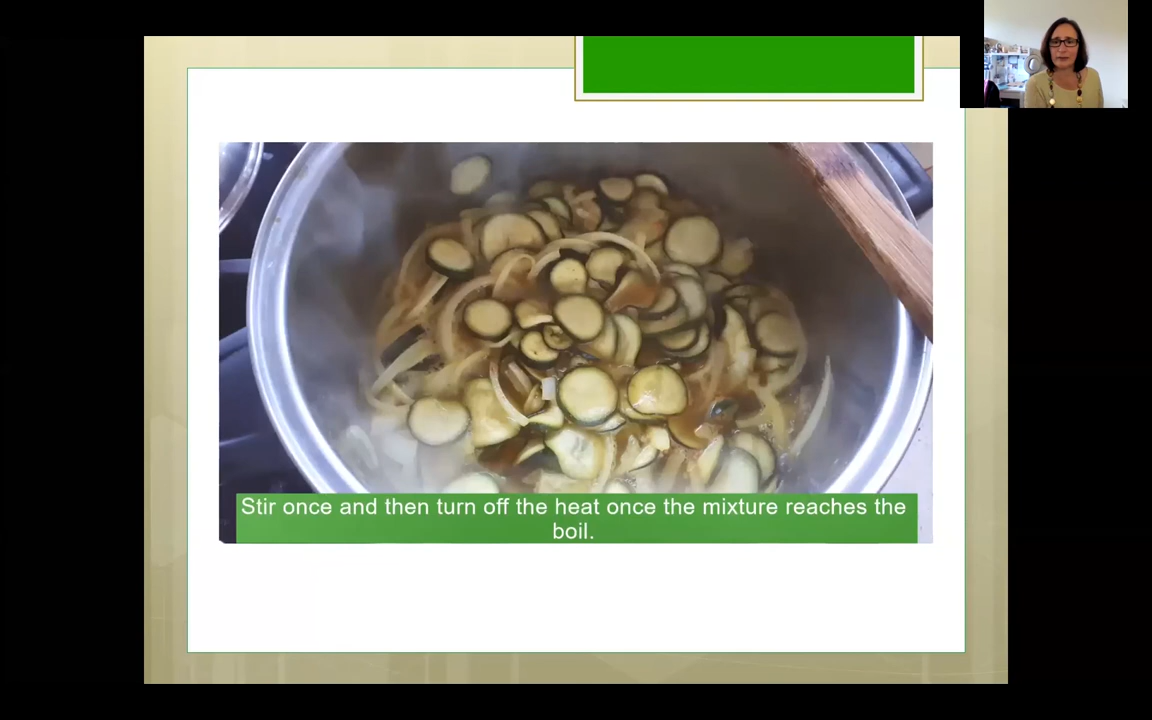 Stir once and then turn off the heat once the mixture reaches the
boil.